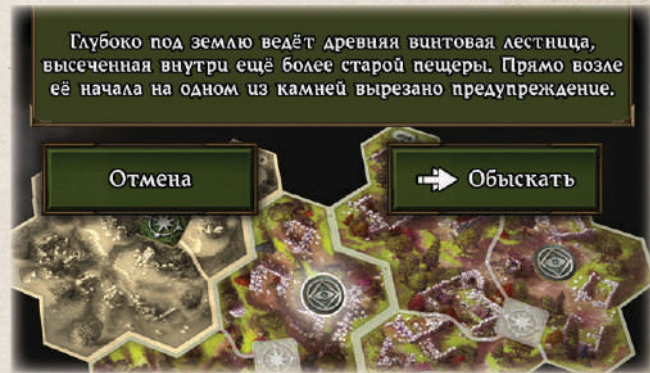 Глубоко под землю ведёт древняя винтовая лестница,
высеченная внутри ещё более старой пещеры. Прямо возле
её начала на одном из камней вырезано предупреждение.
Отмена
Обыскать